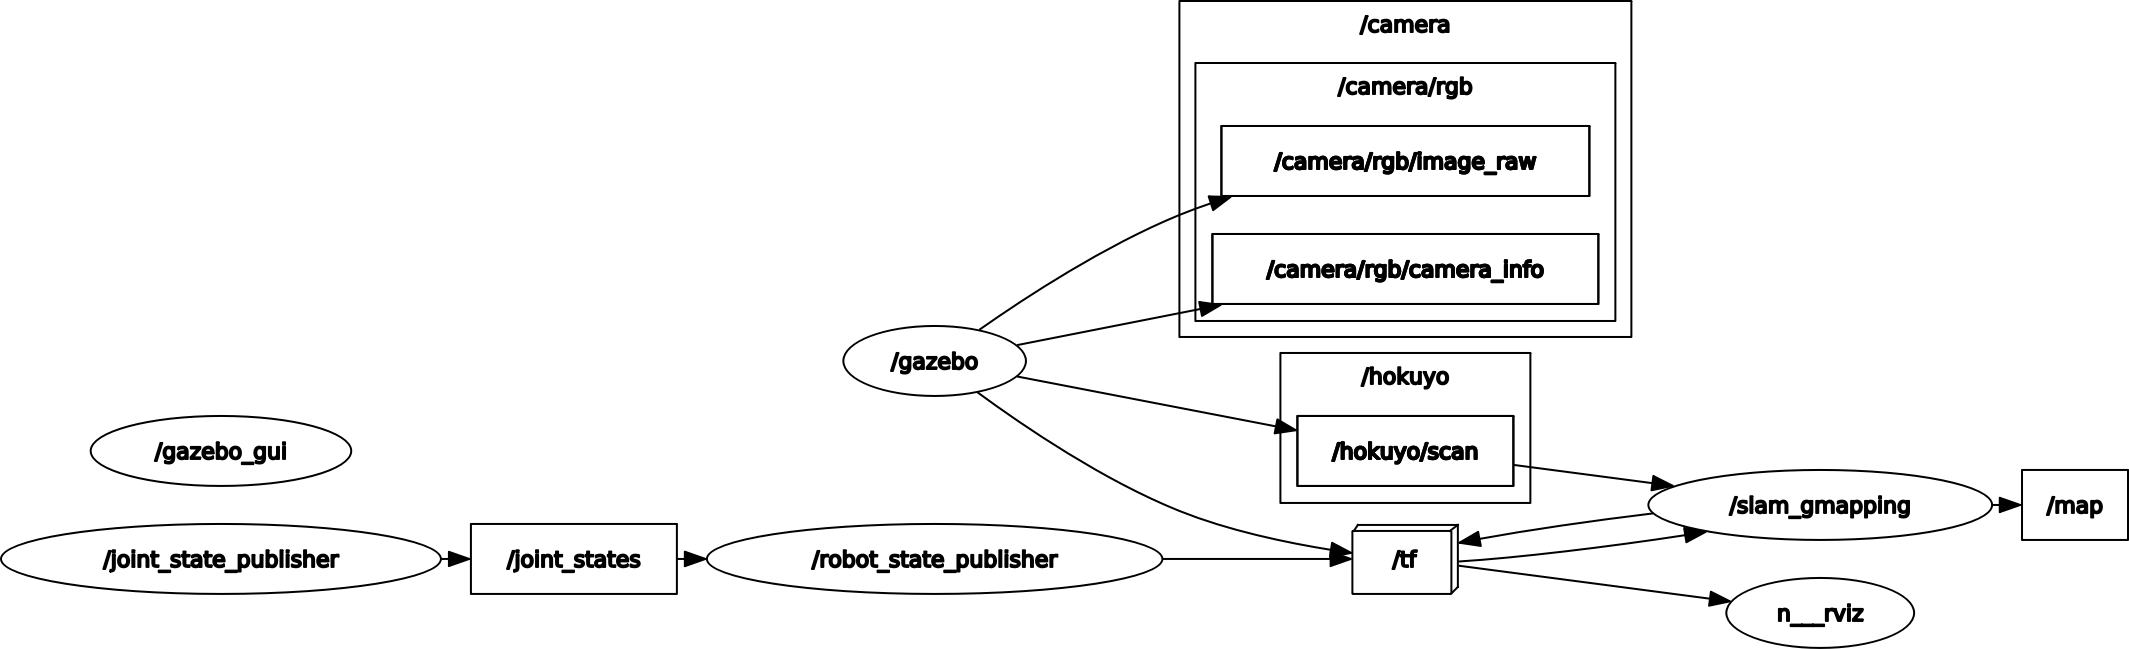 /camera
/camera/rgb
/camera/rgb/image_raw
/camera/rgb/camera_info
/gazebo
/hokuyo
/hokuyo/scan
/gazebo_gui
/slam_gmapping
/map
/joint_state_publisher
/joint_states
/robot_state_publisher
/tf
n___rviz